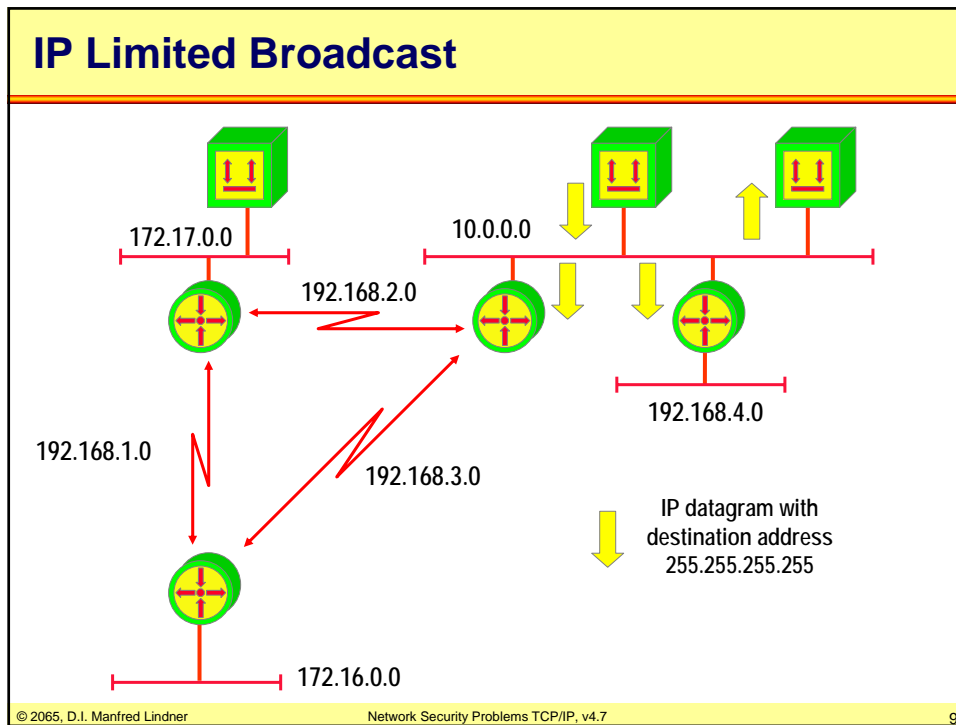 IP Limited Broadcast
172.17.0.0
10.0.0.0
192.168.2.0
192.168.4.0
192.168.1.0
192.168.3.0
IP datagram with
destination address
255.255.255.255
172.16.0.0
© 2065, D.I. Manfred Lindner
Network Security Problems TCP/IP, v4.7
9